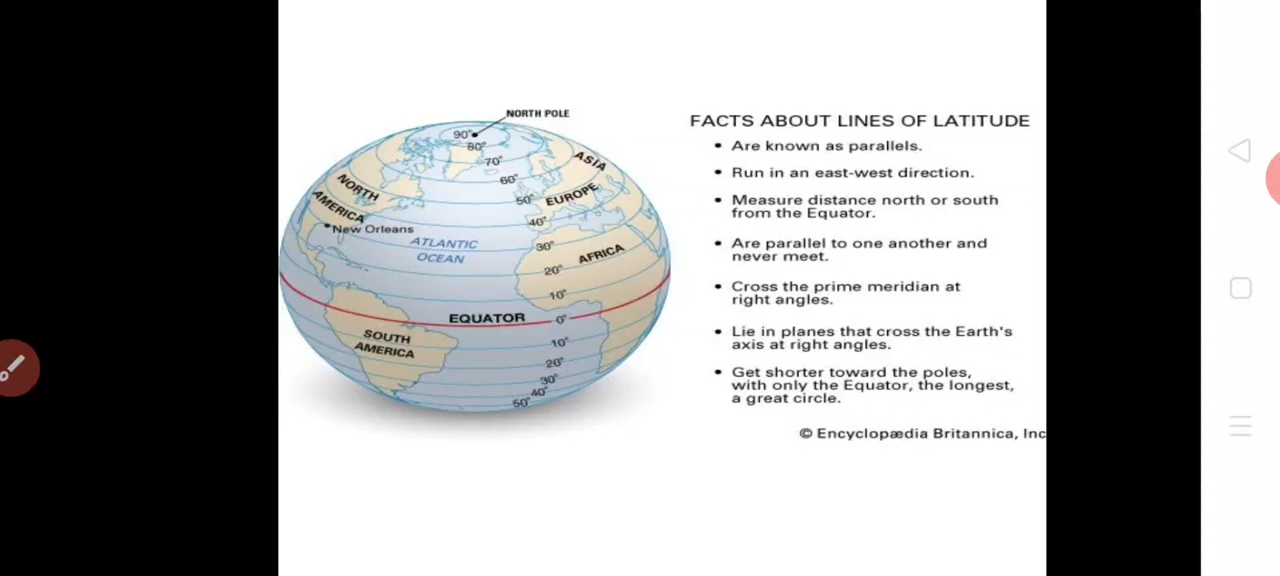 NORTH POLE
90°
80°
70°
60°
50°
40°
30°
20°
10°
0°
10°
20°
30°
40°
50°
ASIA
EUROPE
AFRICA
NORTH
AMERICA
New Orleans
ATLANTIC
OCEAN
EQUATOR
SOUTH
AMERICA
FACTS ABOUT LINES OF LATITUDE
• Are known as parallels.
• Run in an east-west direction.
• Measure distance north or south
from the Equator.
• Are parallel to one another and
never meet.
• Cross the prime meridian at
right angles.
• Lie in planes that cross the Earth's
axis at right angles.
• Get shorter toward the poles,
with only the Equator, the longest,
a great circle.
© Encyclopædia Britannica, Inc